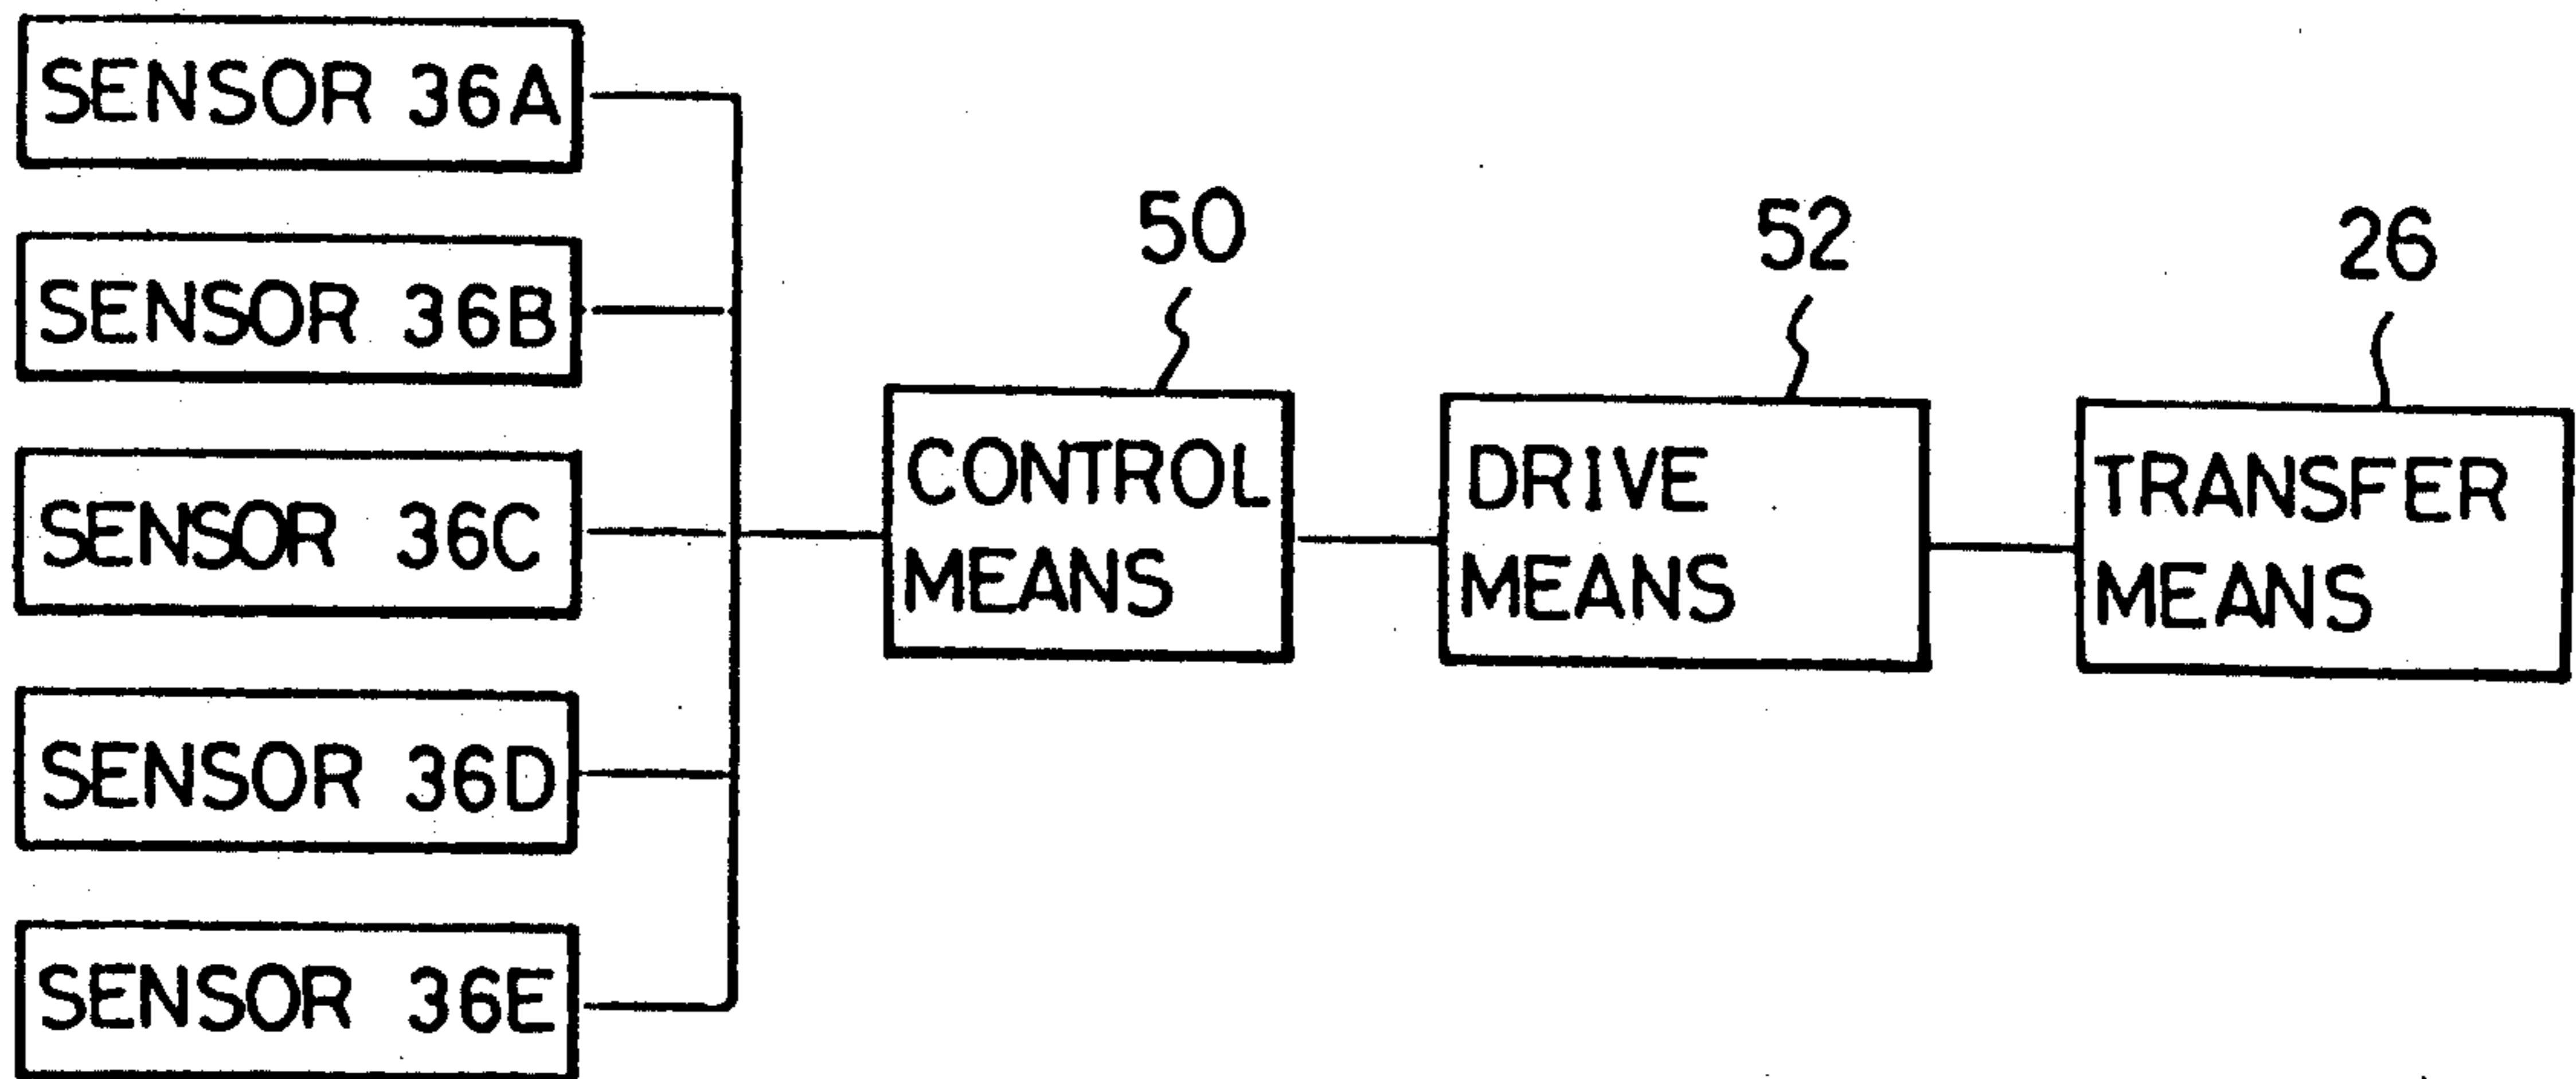 SENSOR 36A
SENSOR 36B
SENSOR 36C
SENSOR 36D
SENSOR 36E
50
CONTROL
MEANS
52
DRIVE
MEANS
26
TRANSFER
MEANS